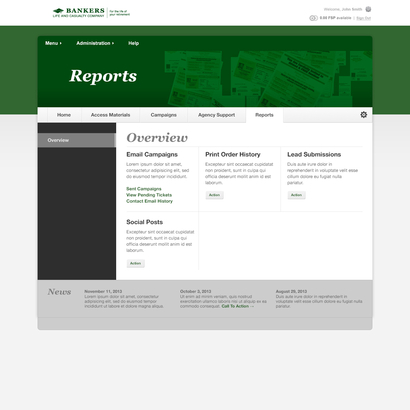 BANKERS
LIFE AND CASUALTY COMPANY
for the life of
your retirement
Welcome, John Smith
0.00 FSP available | Sign Out
Menu
Administration
Help
Reports
Home
Access Materials
Campaigns
Agency Support
Reports
Overview
Overview
Email Campaigns
Lorem ipsum dolor sit amet,
consectetur adipisicing elit, sed
do eiusmod tempor incididunt.
Sent Campaigns
View Pending Tickets
Contact Email History
Print Order History
Excepteur sint occaecat cupidatat
non proident, sunt in culpa qui
officia deserunt mollit anim id est
laborum.
Action
Lead Submissions
Duis aute irure dolor in
reprehenderit in voluptate velit
esse cillum dolore eu fugiat nulla
pariatur.
Action
Social Posts
Excepteur sint occaecat cupidatat
non proident, sunt in culpa qui
officia deserunt mollit anim id est
laborum.
Action
News
November 11, 2013
Lorem ipsum dolor sit amet, consectetur
adipisicing elit, sed do eiusmod tempor
incididunt ut labore et dolore magna aliqua.
October 3, 2013
Ut enim ad minim veniam, quis nostrud
exercitation ullamco laboris nisi ut aliquip ex ea
commodo consequat. Call To Action →
August 29, 2013
Duis aute irure dolor in reprehenderit in
voluptate velit esse cillum dolore eu fugiat
nulla pariatur.